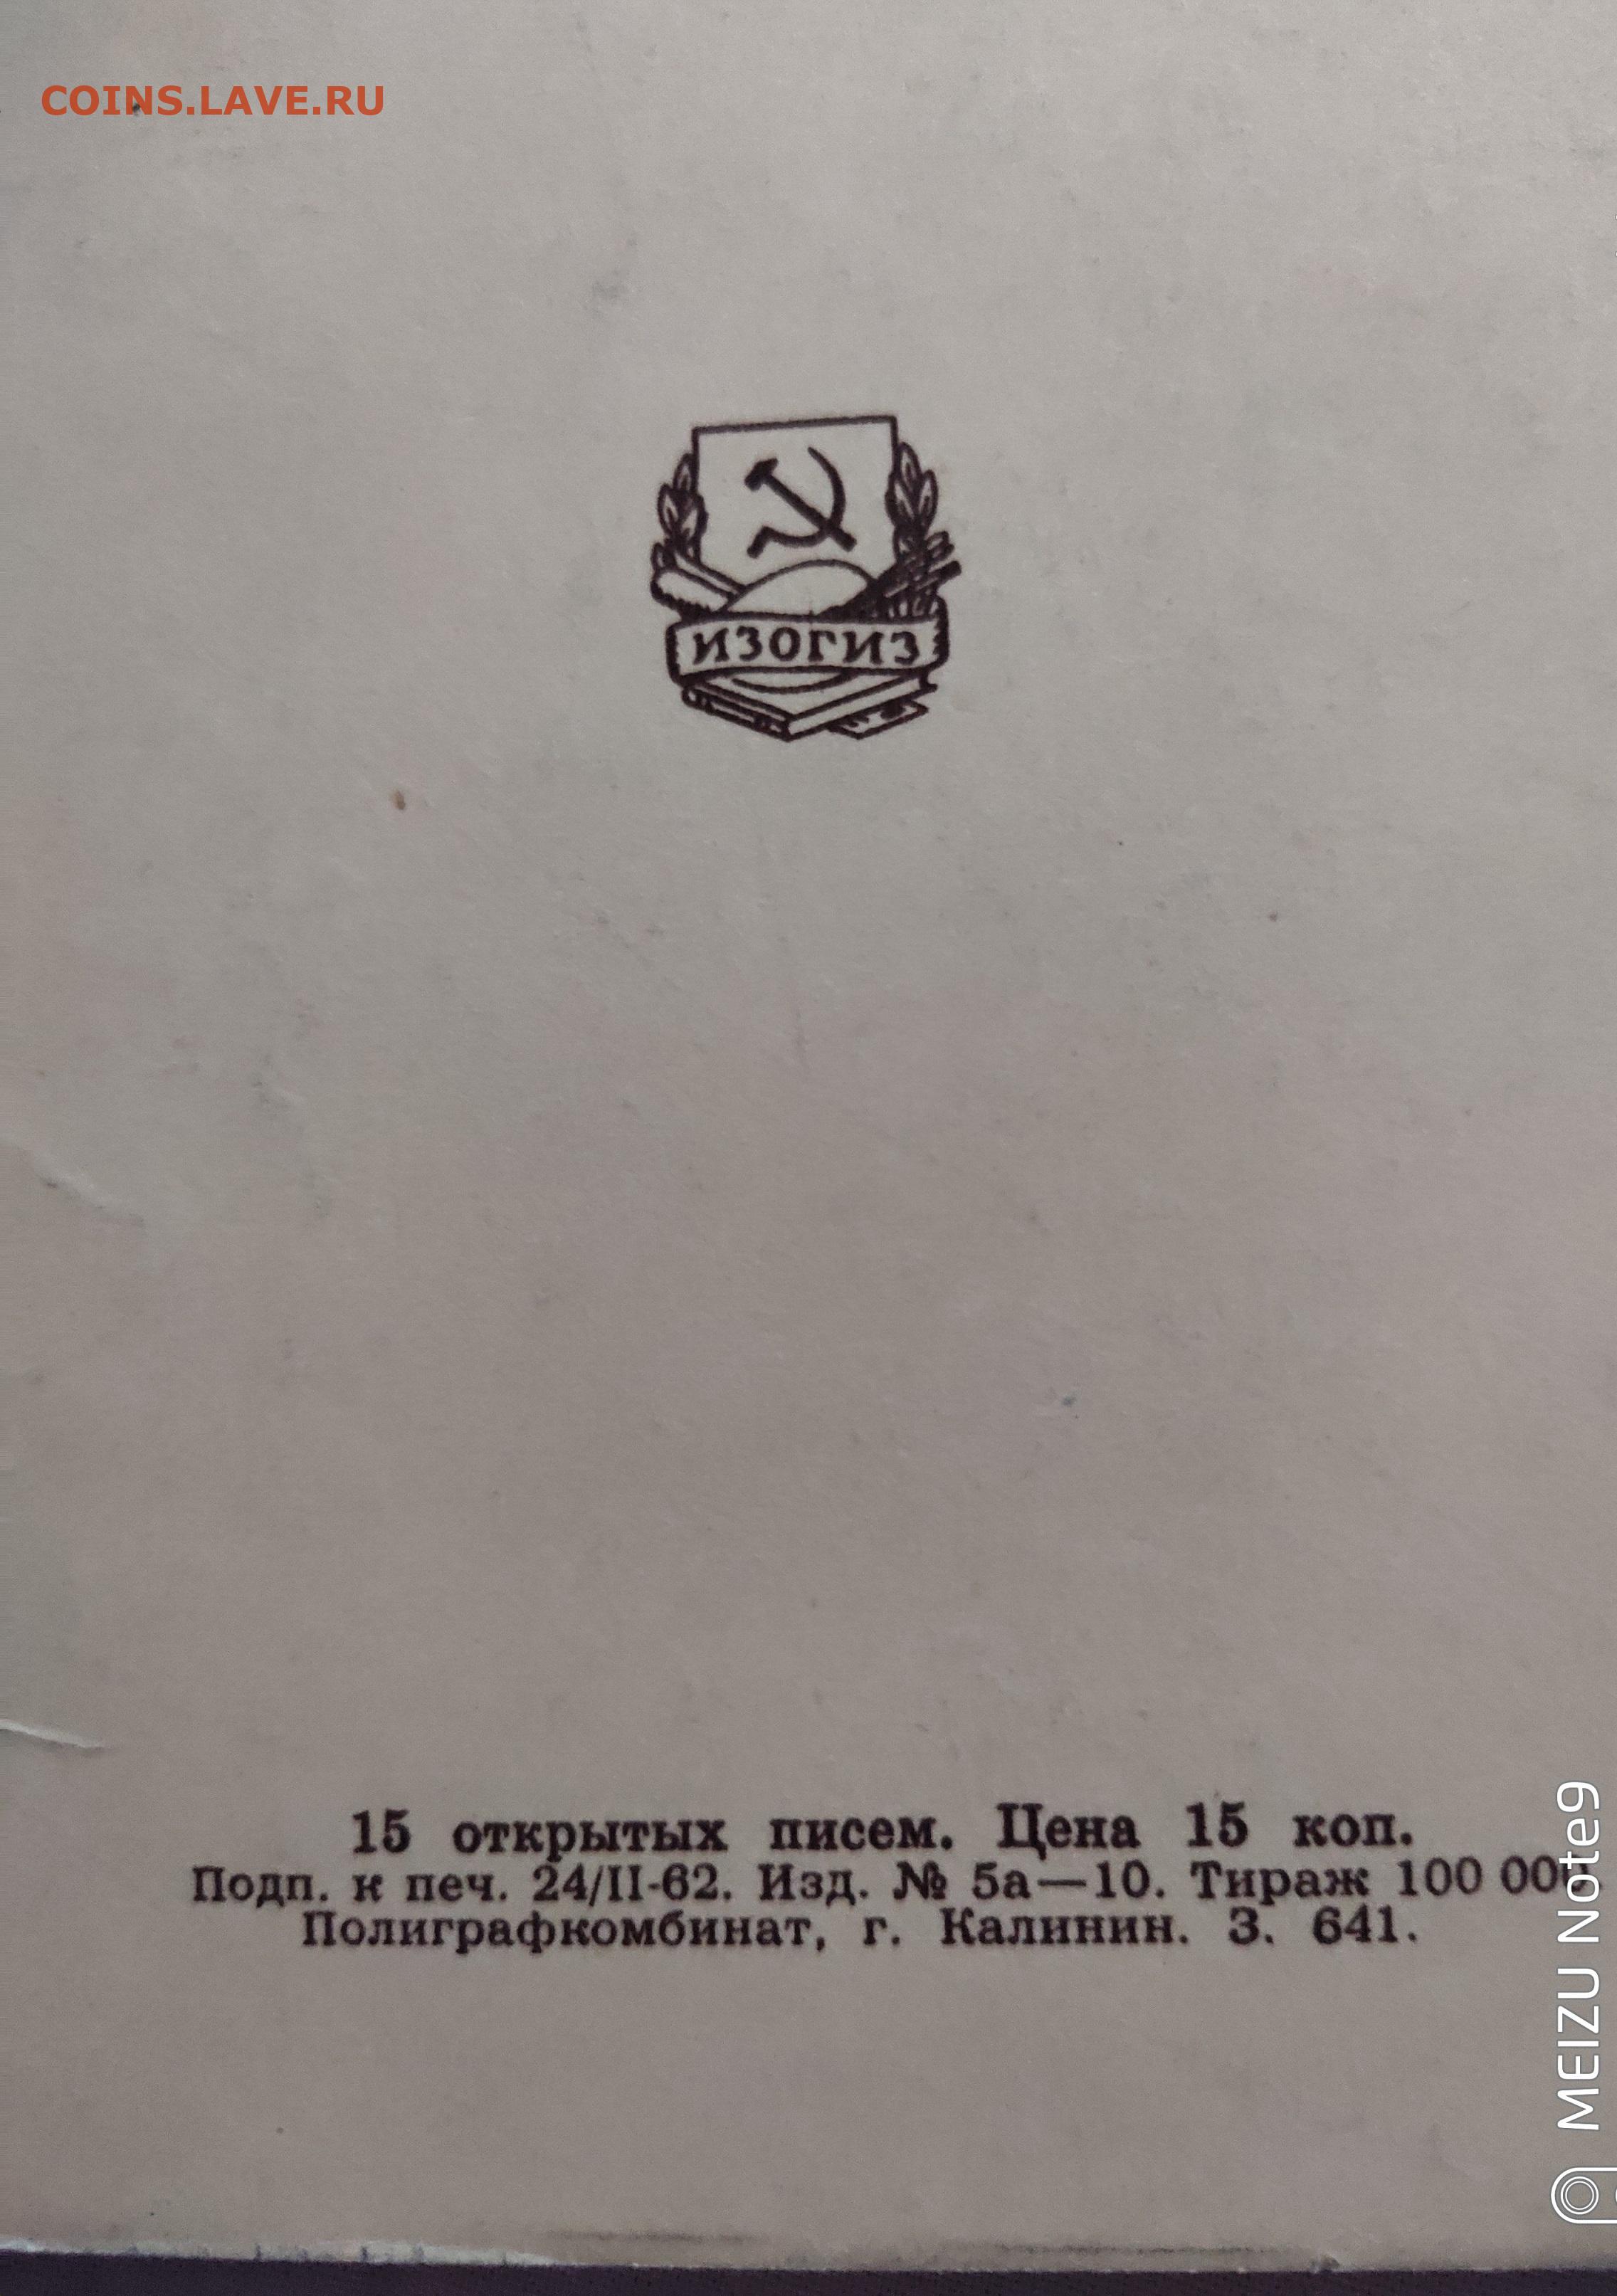 COINS.LAVE.RU
ИЗОГИЗ
15 открытых писем. Цена 15 коп.
Подп. к печ. 24/II-62. Изд. № 5а—10. Тираж 100 000
Полиграфкомбинат, г. Калинин. З. 641.
MEIZU Note9